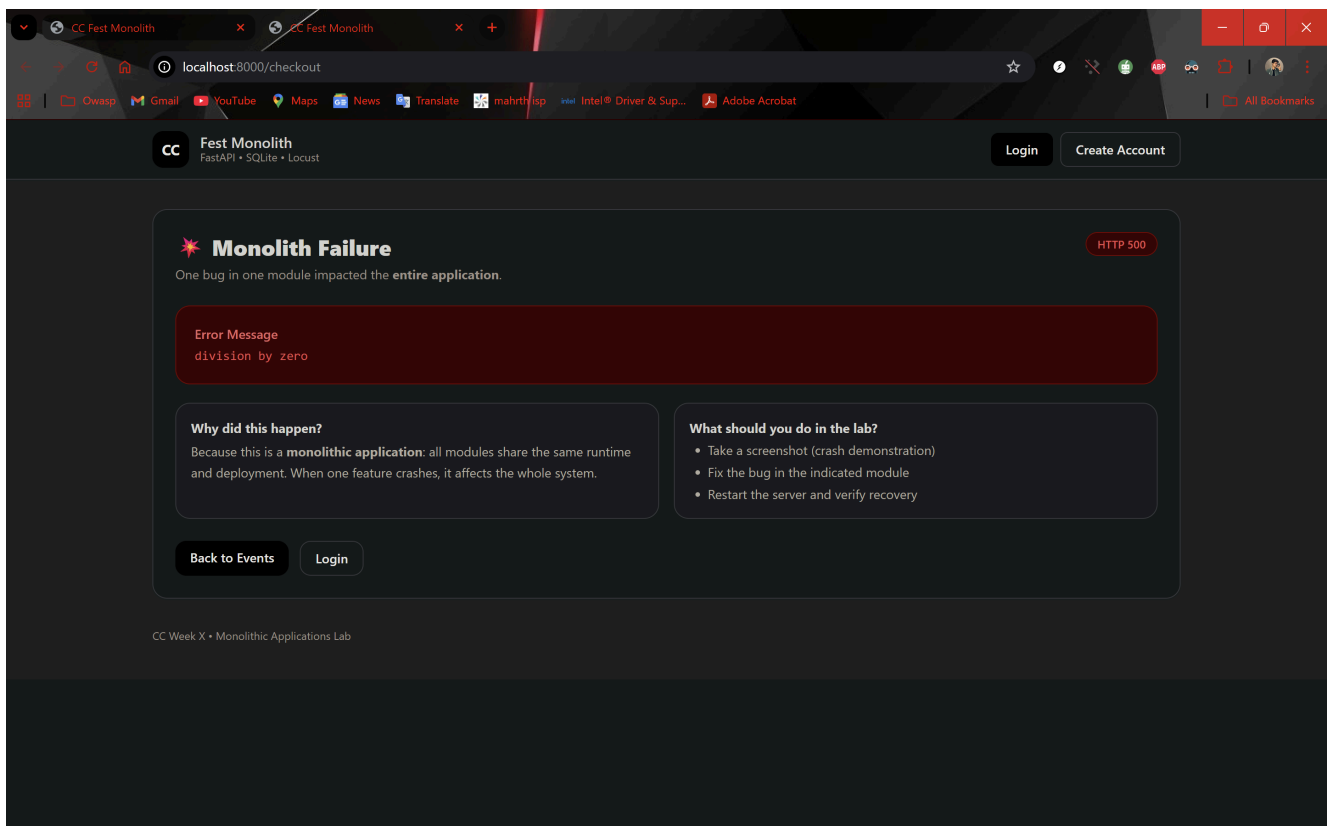 CC Fest Monolith
CC Fest Monolith
localhost:8000/checkout
ABP
Owasp
Gmail
YouTube
Maps
News
Translate
mahrth isp
intel Intel® Driver & Sup...
Adobe Acrobat
All Bookmarks
CC
Fest Monolith
FastAPI • SQLite • Locust
Login
Create Account
Monolith Failure
HTTP 500
One bug in one module impacted the entire application.
Error Message
division by zero
Why did this happen?
Because this is a monolithic application: all modules share the same runtime
and deployment. When one feature crashes, it affects the whole system.
What should you do in the lab?
• Take a screenshot (crash demonstration)
• Fix the bug in the indicated module
• Restart the server and verify recovery
Back to Events
Login
CC Week X • Monolithic Applications Lab